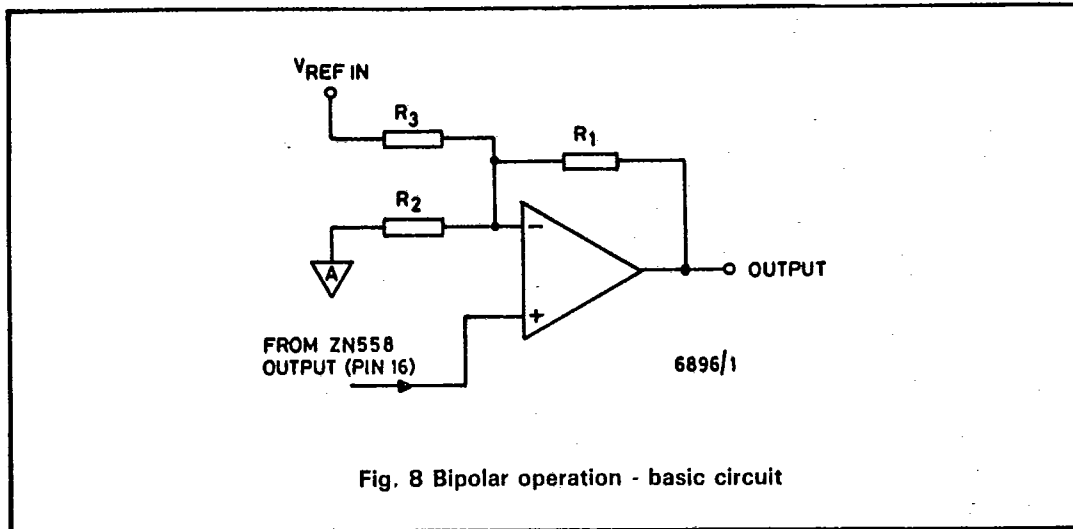 VREF IN
R3
R1
R2
A
-
+
OUTPUT
FROM ZN558
OUTPUT (PIN 16)
6896/1
Fig. 8 Bipolar operation - basic circuit